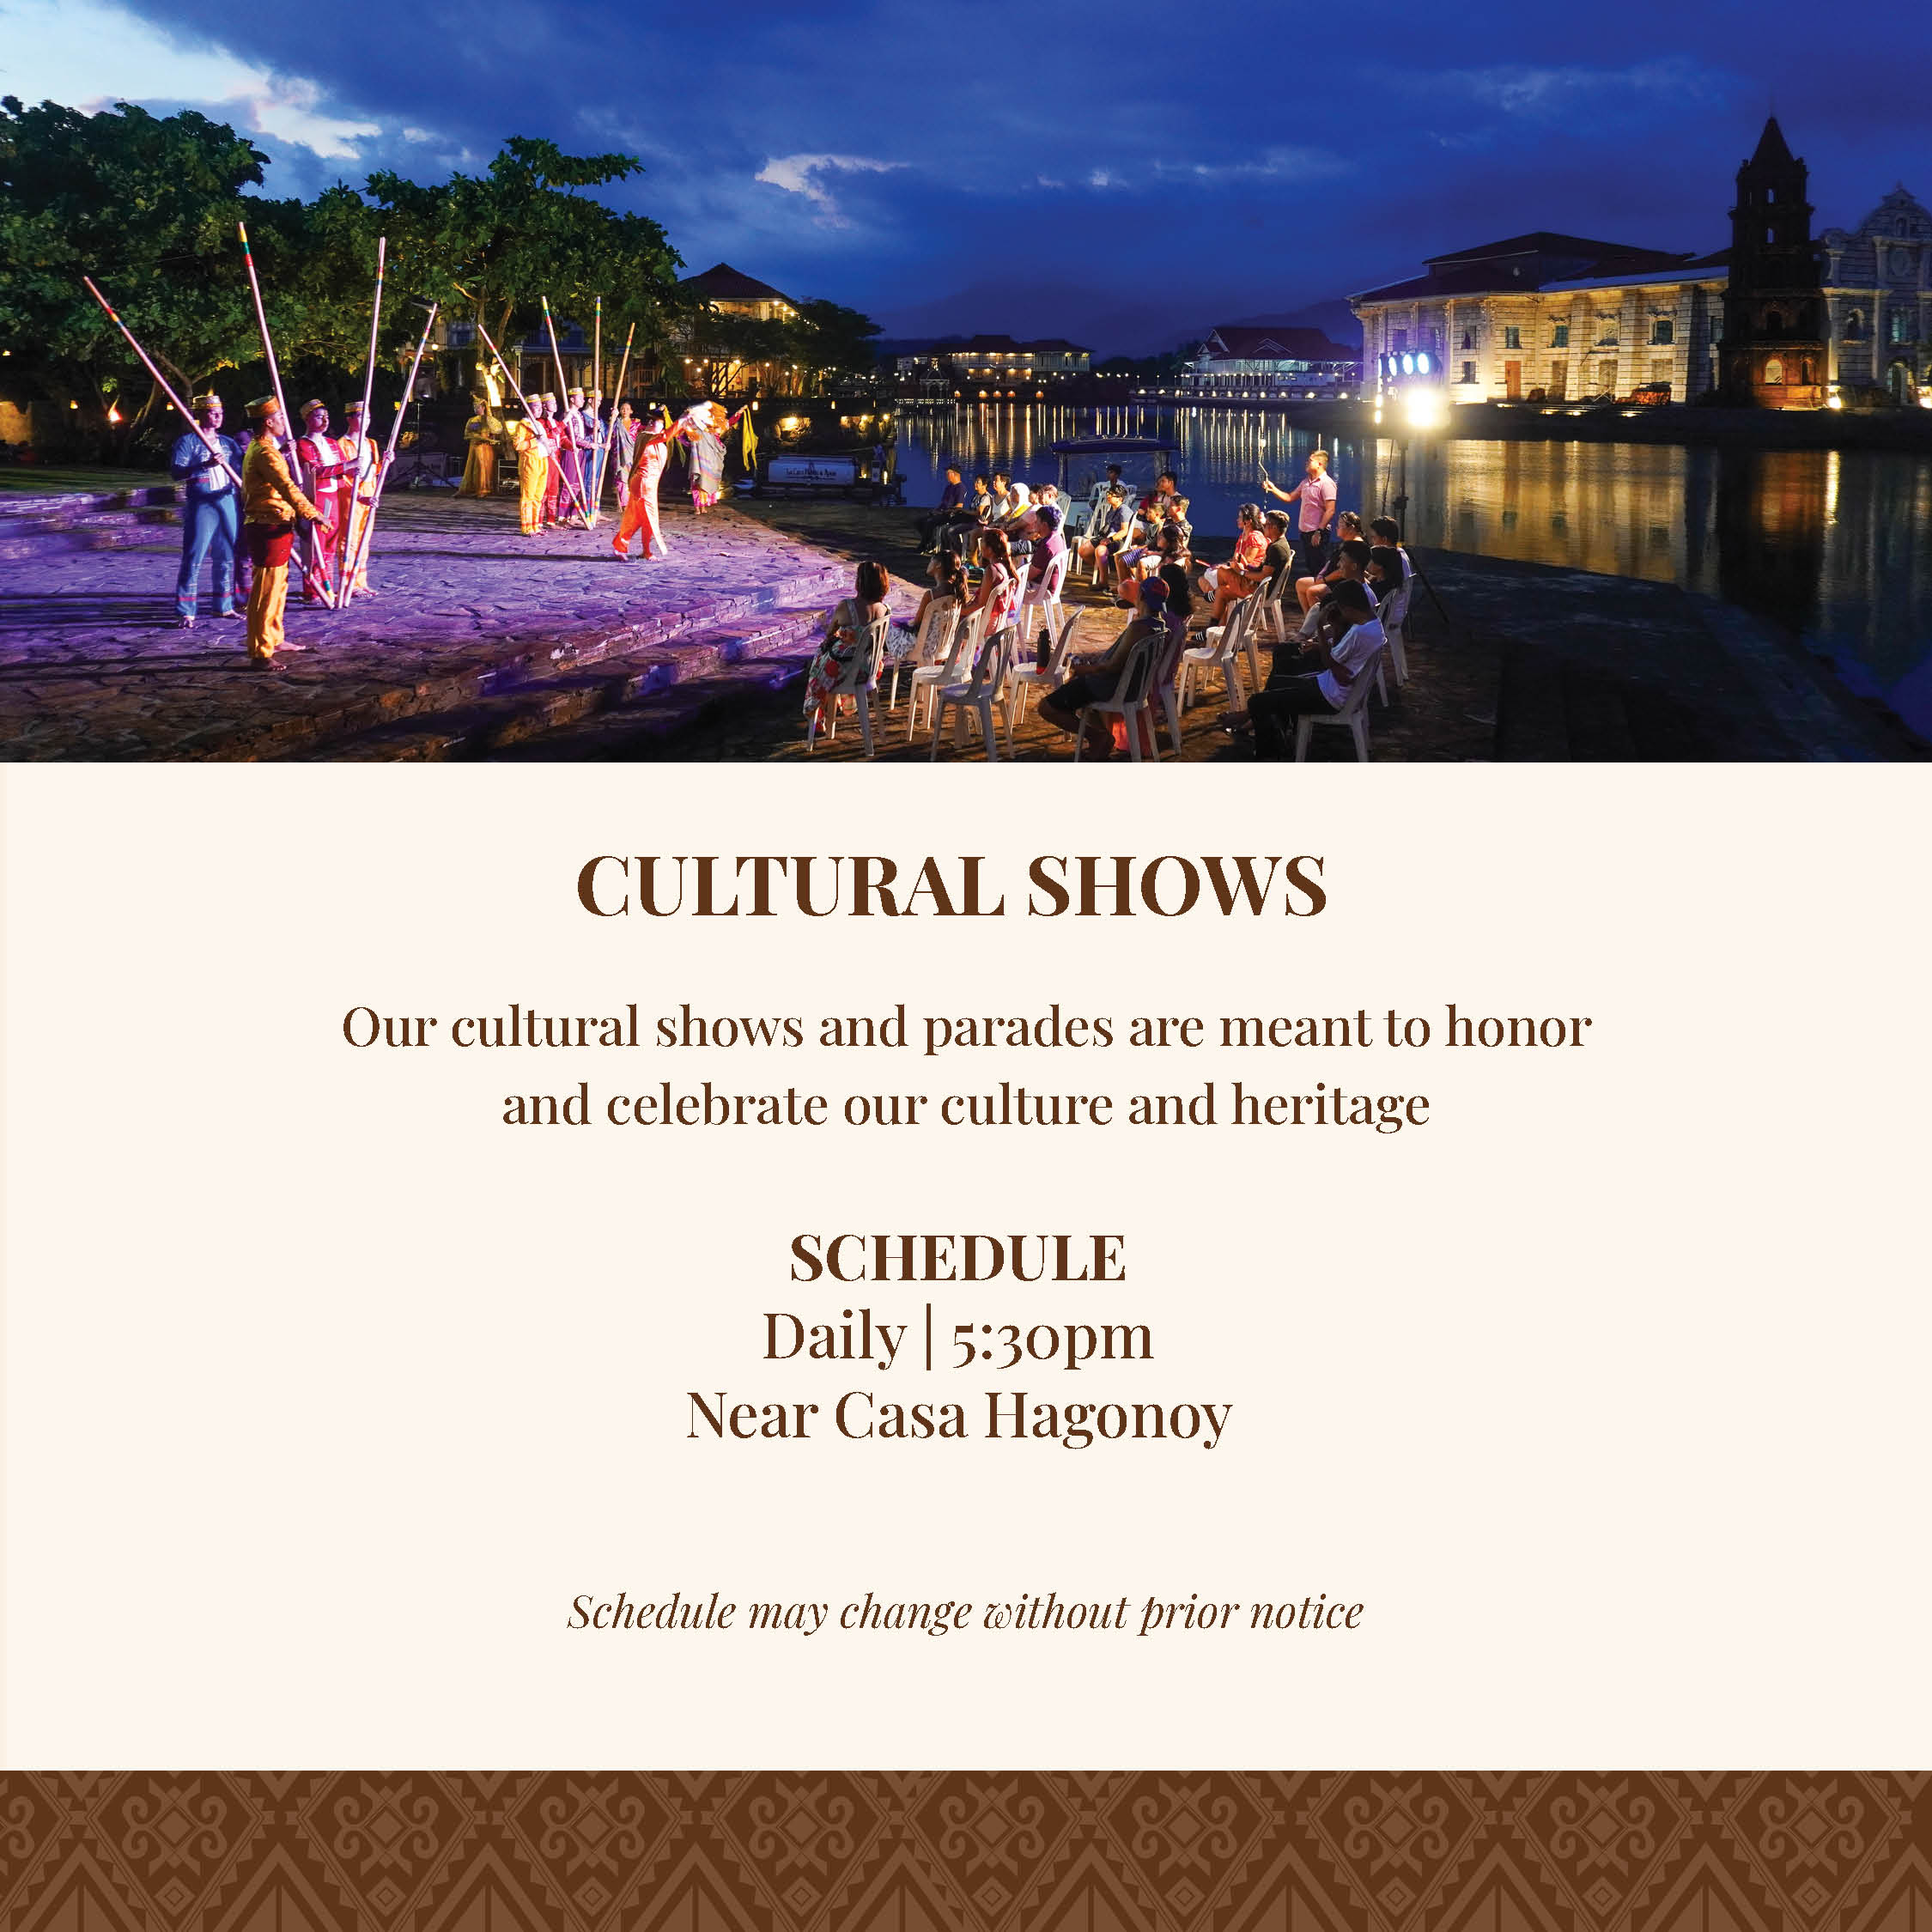 CULTURAL SHOWS
Our cultural shows and parades are meant to honor
and celebrate our culture and heritage
SCHEDULE
Daily | 5:30pm
Near Casa Hagonoy
Schedule may change without prior notice